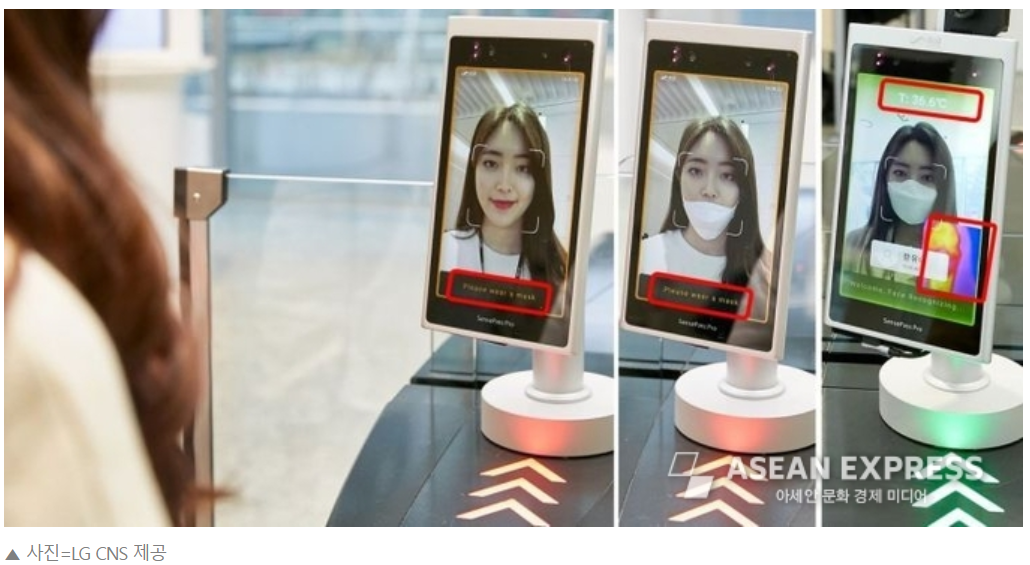 Please wear a mask
SensePass Pro
Please wear a mask
SensePass Pro
T: 36.6℃
Welcome, Face Recognizing
SensePass Pro
ASEAN EXPRESS
아세안 문화 경제 미디어
▲ 사진=LG CNS 제공